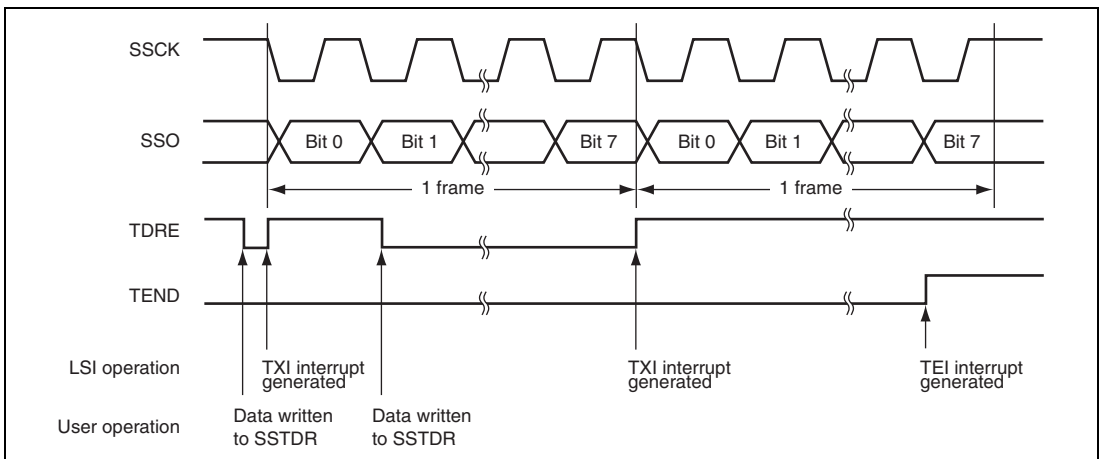 SSCK
SSO
Bit 0
Bit 1
Bit 7
Bit 0
Bit 1
Bit 7
1 frame
1 frame
TDRE
TEND
LSI operation
TXI interrupt
generated
TXI interrupt
generated
TEI interrupt
generated
User operation
Data written
to SSTDR
Data written
to SSTDR